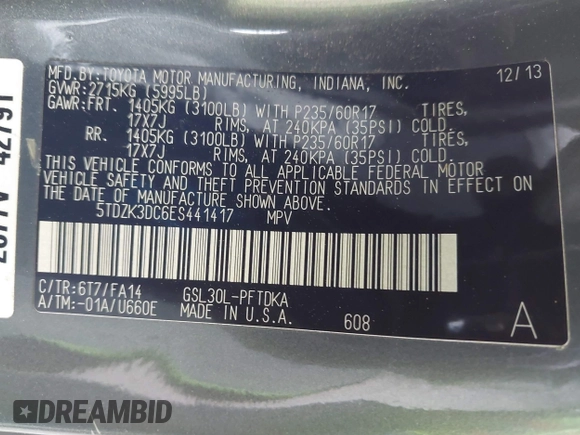 MFD.BY:TOYOTA MOTOR MANUFACTURING, INDIANA, INC. 12/13
GVWR:2715KG (5995LB)
GAWR:FRT. 1405KG (3100LB) WITH P235/60R17 TIRES,
17X7J RIMS, AT 240KPA (35PSI) COLD.
RR. 1405KG (3100LB) WITH P235/60R17 TIRES,
17X7J RIMS, AT 240KPA (35PSI) COLD.
THIS VEHICLE CONFORMS TO ALL APPLICABLE FEDERAL MOTOR
VEHICLE SAFETY AND THEFT PREVENTION STANDARDS IN EFFECT ON
THE DATE OF MANUFACTURE SHOWN ABOVE.
5TDZK3DC6ES441417 MPV
C/TR:6T7/FA14 GSL30L-PFTDKA
A/TM:-01A/U660E MADE IN U.S.A. 608 A
DREAMBID